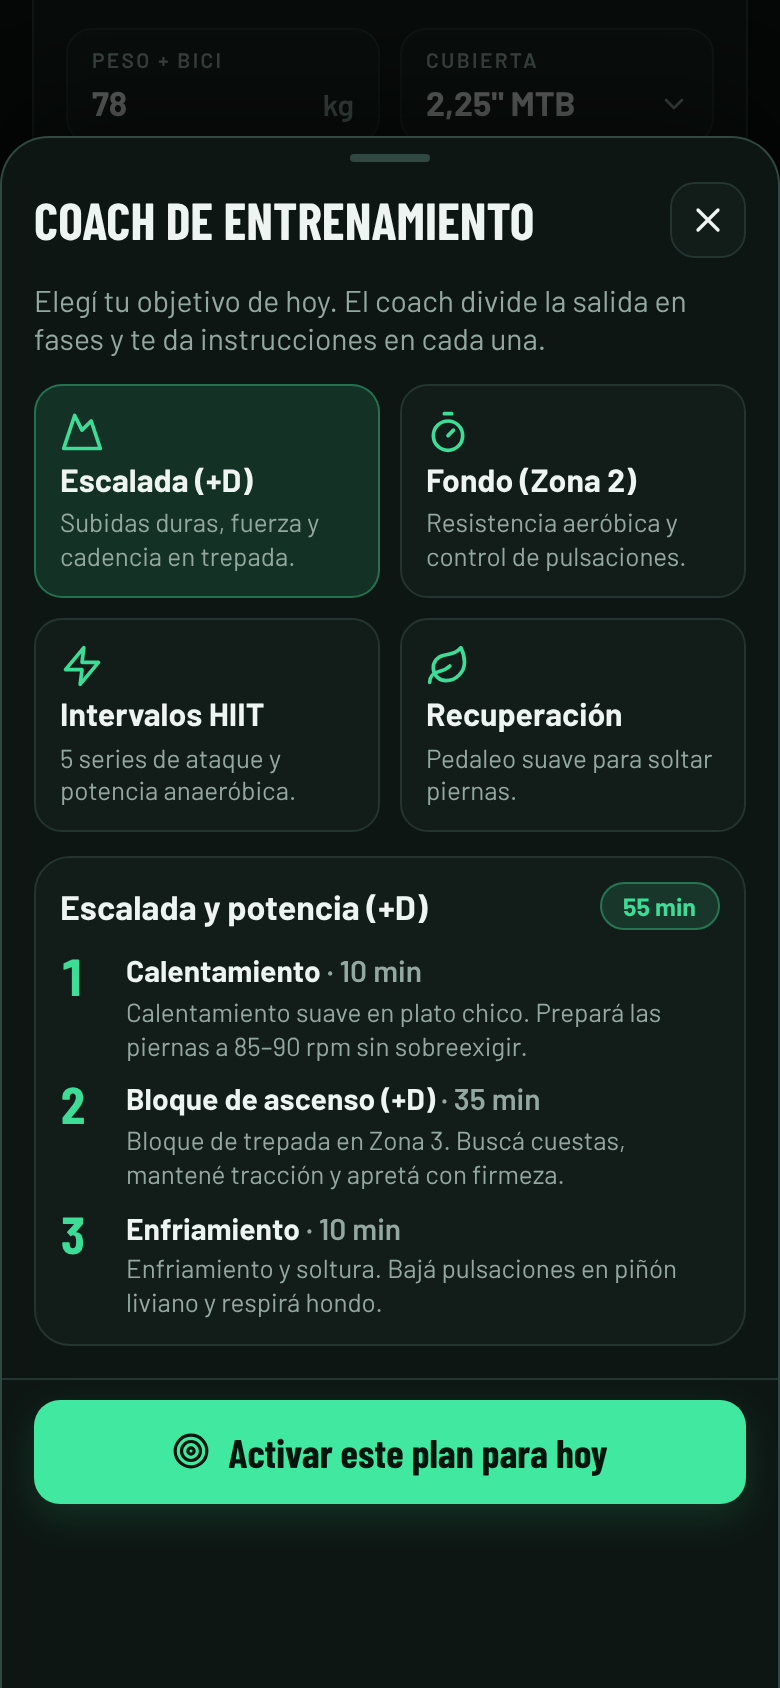 PESO + BICI
CUBIERTA
78 kg
2,25" MTB
COACH DE ENTRENAMIENTO
Elegí tu objetivo de hoy. El coach divide la salida en
fases y te da instrucciones en cada una.
Escalada (+D)
Subidas duras, fuerza y
cadencia en trepada.
Fondo (Zona 2)
Resistencia aeróbica y
control de pulsaciones.
Intervalos HIIT
5 series de ataque y
potencia anaeróbica.
Recuperación
Pedaleo suave para soltar
piernas.
Escalada y potencia (+D)
55 min
1
Calentamiento · 10 min
Calentamiento suave en plato chico. Prepará las
piernas a 85–90 rpm sin sobreexigir.
2
Bloque de ascenso (+D) · 35 min
Bloque de trepada en Zona 3. Buscá cuestas,
mantené tracción y apretá con firmeza.
3
Enfriamiento · 10 min
Enfriamiento y soltura. Bajá pulsaciones en piñón
liviano y respirá hondo.
Activar este plan para hoy